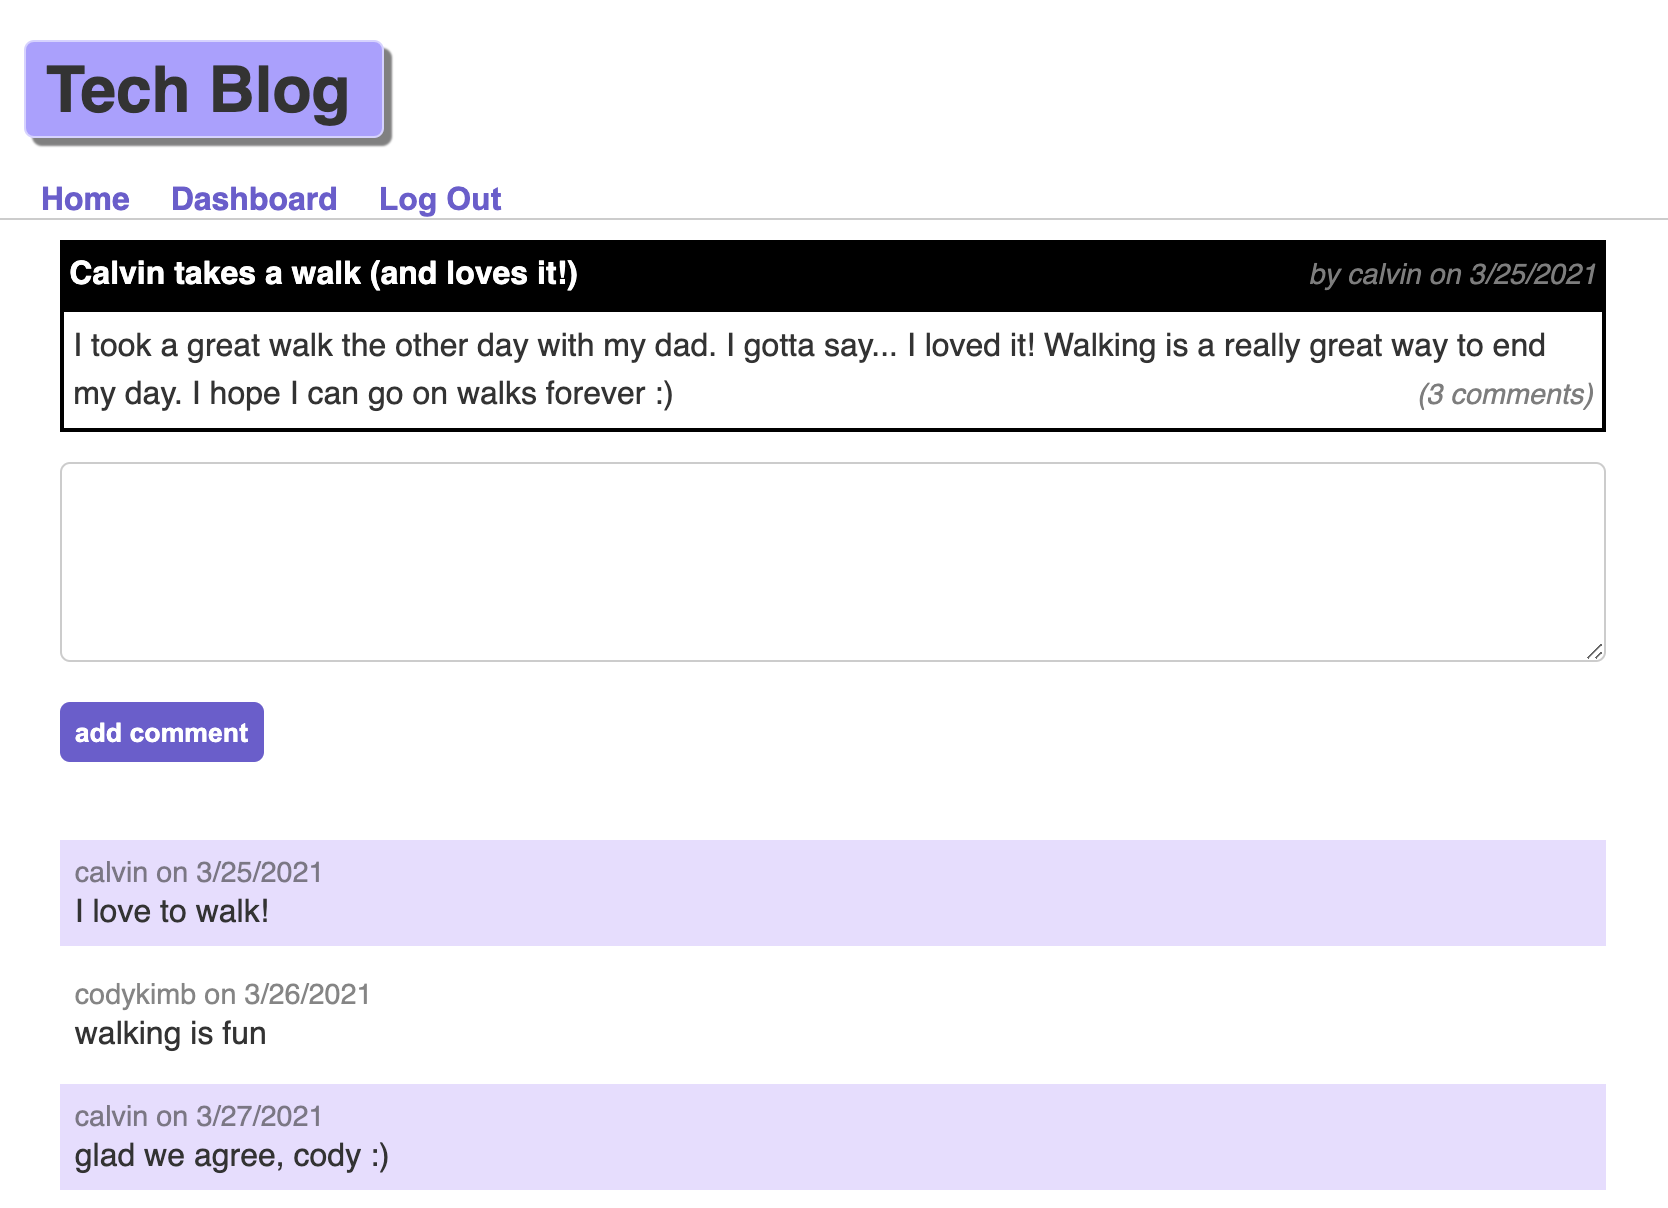 Tech Blog
Home Dashboard Log Out
Calvin takes a walk (and loves it!) by calvin on 3/25/2021
I took a great walk the other day with my dad. I gotta say... I loved it! Walking is a really great way to end
my day. I hope I can go on walks forever :) (3 comments)
add comment
calvin on 3/25/2021
I love to walk!
codykimb on 3/26/2021
walking is fun
calvin on 3/27/2021
glad we agree, cody :)